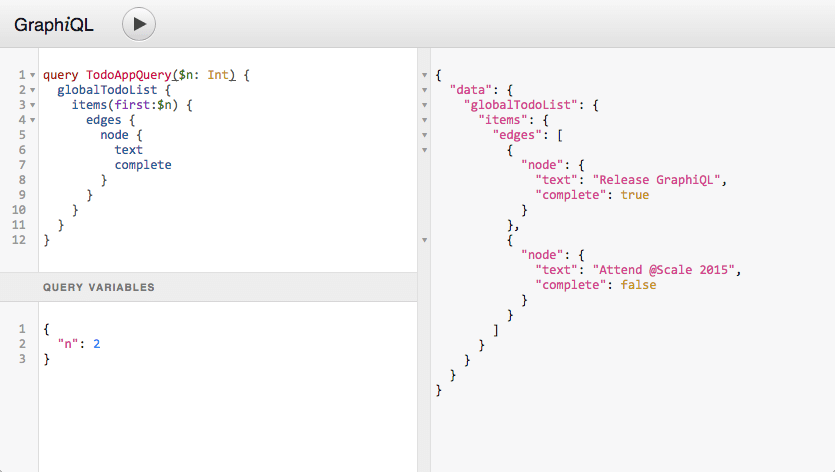 GraphiQL
1 query TodoAppQuery($n: Int) {
2   globalTodoList {
3     items(first:$n) {
4       edges {
5         node {
6           text
7           complete
8         }
9       }
10     }
11   }
12 }
QUERY VARIABLES
1 {
2   "n": 2
3 }
{
  "data": {
    "globalTodoList": {
      "items": {
        "edges": [
          {
            "node": {
              "text": "Release GraphiQL",
              "complete": true
            }
          },
          {
            "node": {
              "text": "Attend @Scale 2015",
              "complete": false
            }
          }
        ]
      }
    }
  }
}